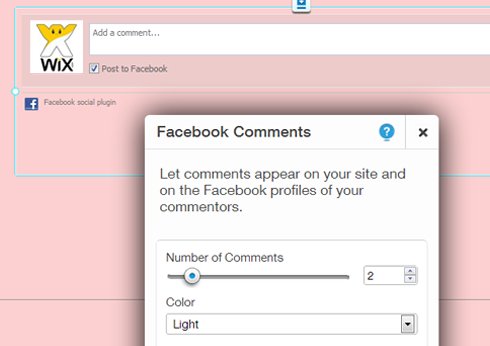 Add a comment...
WiX
Post to Facebook
f Facebook social plugin
Facebook Comments
?
Let comments appear on your site and
on the Facebook profiles of your
commentors.
Number of Comments
2
Color
Light